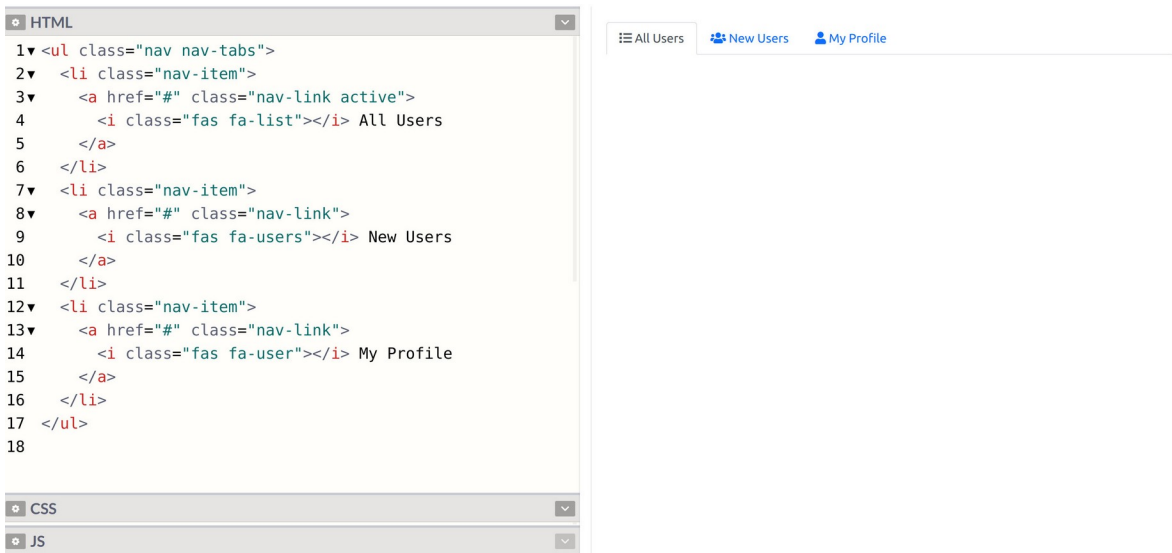 HTML
1 <ul class="nav nav-tabs">
2 <li class="nav-item">
3 <a href="#" class="nav-link active">
4 <i class="fas fa-list"></i> All Users
5 </a>
6 </li>
7 <li class="nav-item">
8 <a href="#" class="nav-link">
9 <i class="fas fa-users"></i> New Users
10 </a>
11 </li>
12 <li class="nav-item">
13 <a href="#" class="nav-link">
14 <i class="fas fa-user"></i> My Profile
15 </a>
16 </li>
17 </ul>
18
CSS
JS
All Users New Users My Profile